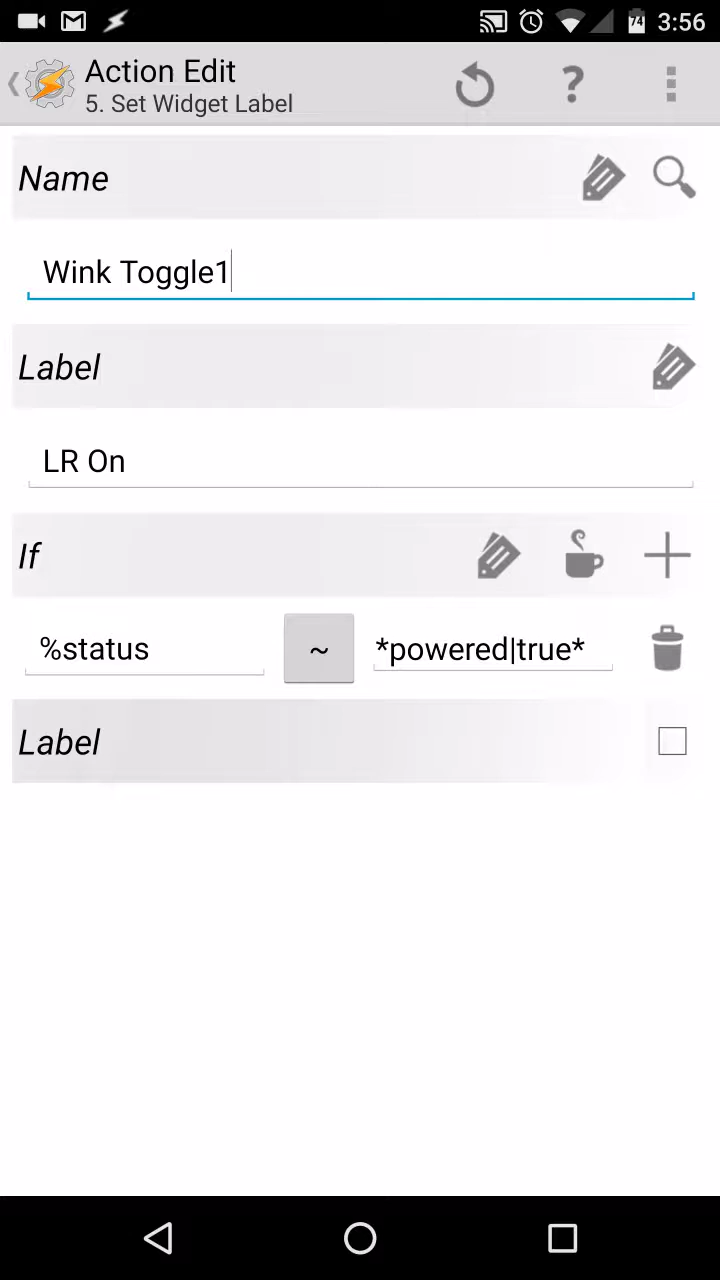 74 3:56
Action Edit
5. Set Widget Label
Name
Wink Toggle1
Label
LR On
If
%status ~ *powered|true*
Label